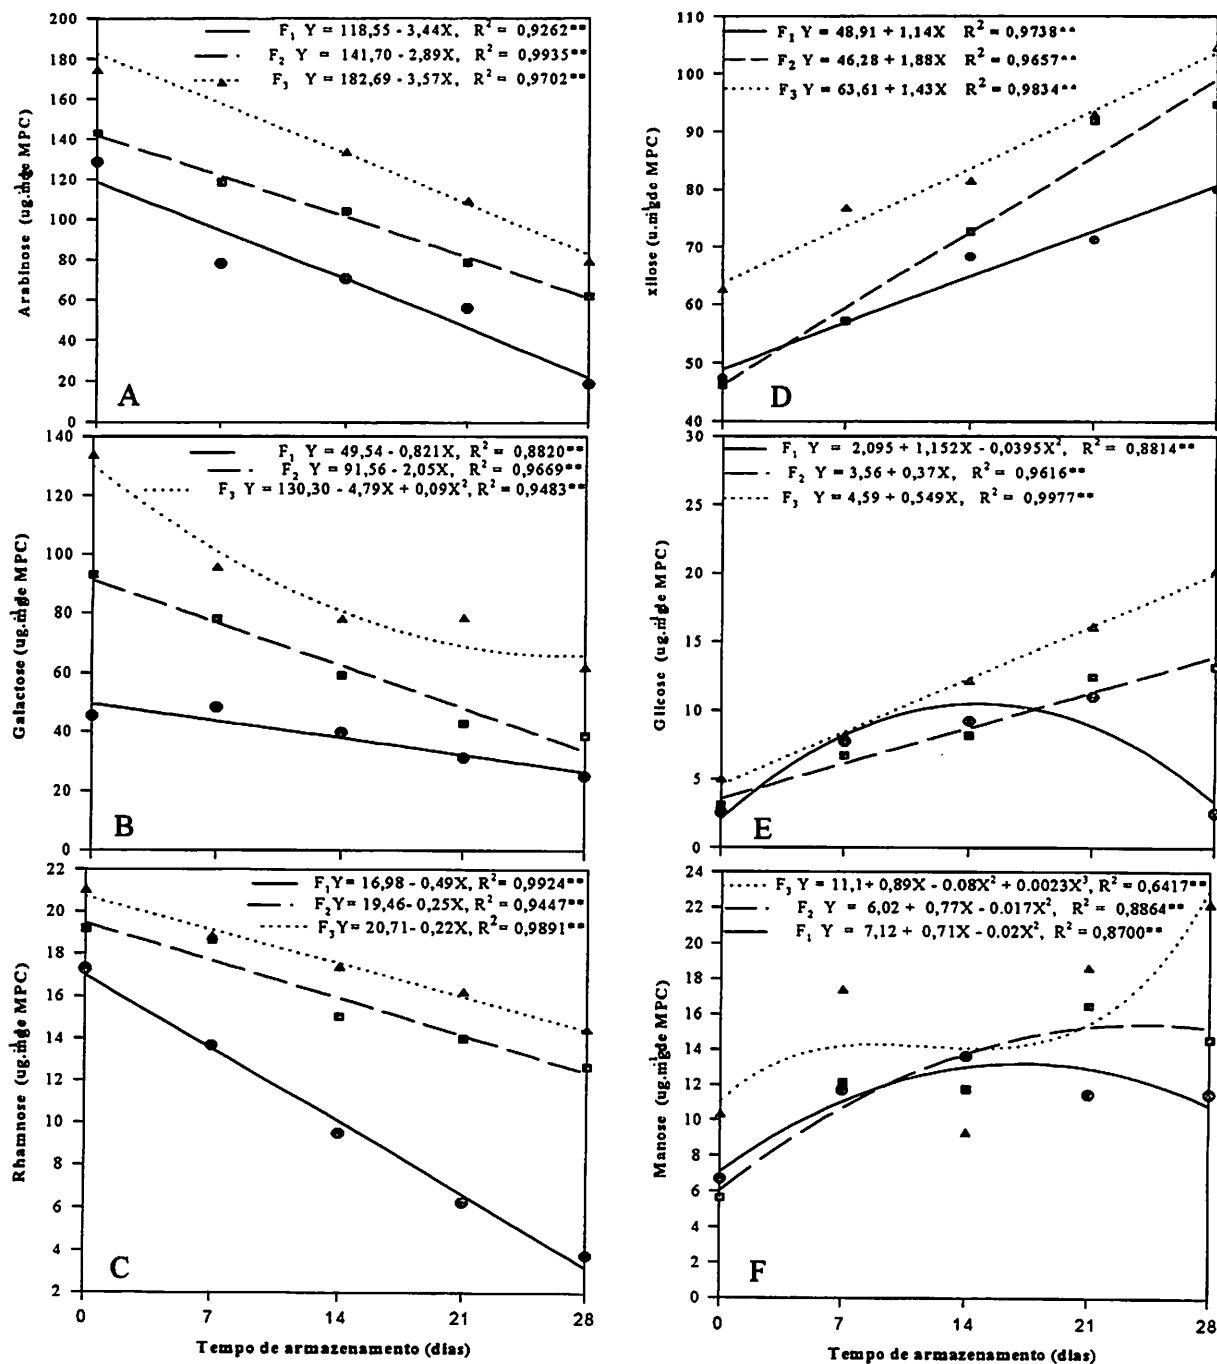 F₁ Y = 118,55 - 3,44X, R² = 0,9262**
F₂ Y = 141,70 - 2,89X, R² = 0,9935**
F₃ Y = 182,69 - 3,57X, R² = 0,9702**
Arabinose (ug.mg⁻¹de MPC)
200
180
160
140
120
100
80
60
40
20
0
A
F₁ Y = 49,54 - 0,821X, R² = 0,8820**
F₂ Y = 91,56 - 2,05X, R² = 0,9669**
F₃ Y = 130,30 - 4,79X + 0,09X², R² = 0,9483**
Galactose (ug.mg⁻¹de MPC)
140
120
100
80
60
40
20
0
B
F₁Y= 16,98 - 0,49X, R²= 0,9924**
F₂Y= 19,46- 0,25X, R²= 0,9447**
F₃Y= 20,71- 0,22X, R²= 0,9891**
Rhamnose (ug.mg⁻¹de MPC)
22
20
18
16
14
12
10
8
6
4
2
C
0 7 14 21 28
Tempo de armazenamento (dias)
F₁ Y = 48,91 + 1,14X R² = 0,9738**
F₂ Y = 46,28 + 1,88X R² = 0,9657**
F₃ Y = 63,61 + 1,43X R² = 0,9834**
xilose (u.mg⁻¹de MPC)
110
100
90
80
70
60
50
40
D
F₁ Y = 2,095 + 1,152X - 0,0395X², R² = 0,8814**
F₂ Y = 3,56 + 0,37X, R² = 0,9616**
F₃ Y = 4,59 + 0,549X, R² = 0,9977**
Glicose (ug.mg⁻¹de MPC)
30
25
20
15
10
5
0
E
F₃ Y = 11,1+ 0,89X - 0.08X² + 0.0023X³, R² = 0,6417**
F₂ Y = 6,02 + 0,77X - 0.017X², R² = 0,8864**
F₁ Y = 7,12 + 0,71X - 0.02X², R² = 0,8700**
Manose (ug.mg⁻¹de MPC)
24
22
20
18
16
14
12
10
8
6
4
2
0
F
0 7 14 21 28
Tempo de armazenamento (dias)